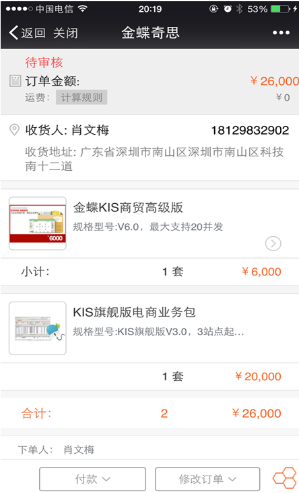 中国电信 20:19 53%
返回 关闭 金蝶奇思
待审核
订单金额: ¥26,000
运费: 计算规则 ¥0
收货人: 肖文梅 18129832902
收货地址: 广东省深圳市南山区深圳市南山区科技
南十二道
金蝶KIS商贸高级版
规格型号:V6.0，最大支持20并发
¥6000
小计: 1 套 ¥6,000
KIS旗舰版电商业务包
规格型号:KIS旗舰版V3.0，3站点起...
1 套 ¥20,000
合计: 2 ¥26,000
下单人: 肖文梅
付款 修改订单